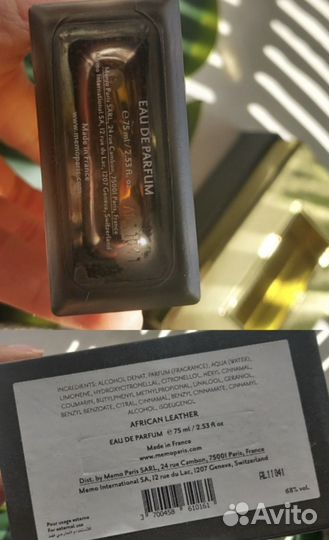 EAU DE PARFUM
e 75 ml / 2.53 fl. oz
Memo Paris SARL, 24 rue Cambon, 75001 Paris, France
Memo International SA, 12 rue du Lac, 1207 Geneva, Switzerland
Made in France
www.memoparis.com
INGREDIENTS: ALCOHOL DENAT, PARFUM (FRAGRANCE), AQUA (WATER),
LIMONENE, HYDROXYCITRONELLAL, CITRONELLOL, HEXYL CINNAMAL,
COUMARIN, BUTYLPHENYL METHYLPROPIONAL, LINALOOL, GERANIOL,
BENZYL BENZOATE, CITRAL, CINNAMAL, BENZYL CINNAMATE, CINNAMYL
ALCOHOL, ISOEUGENOL
AFRICAN LEATHER
EAU DE PARFUM e 75 ml / 2.53 fl. oz
Made in France
www.memoparis.com
Dist. by Memo Paris SARL, 24 rue Cambon, 75001 Paris, France
Memo International SA, 12 rue du Lac, 1207 Geneva, Switzerland
AL11041
68% vol.
Pour usage externe
For external use
3 700458 610161
Avito